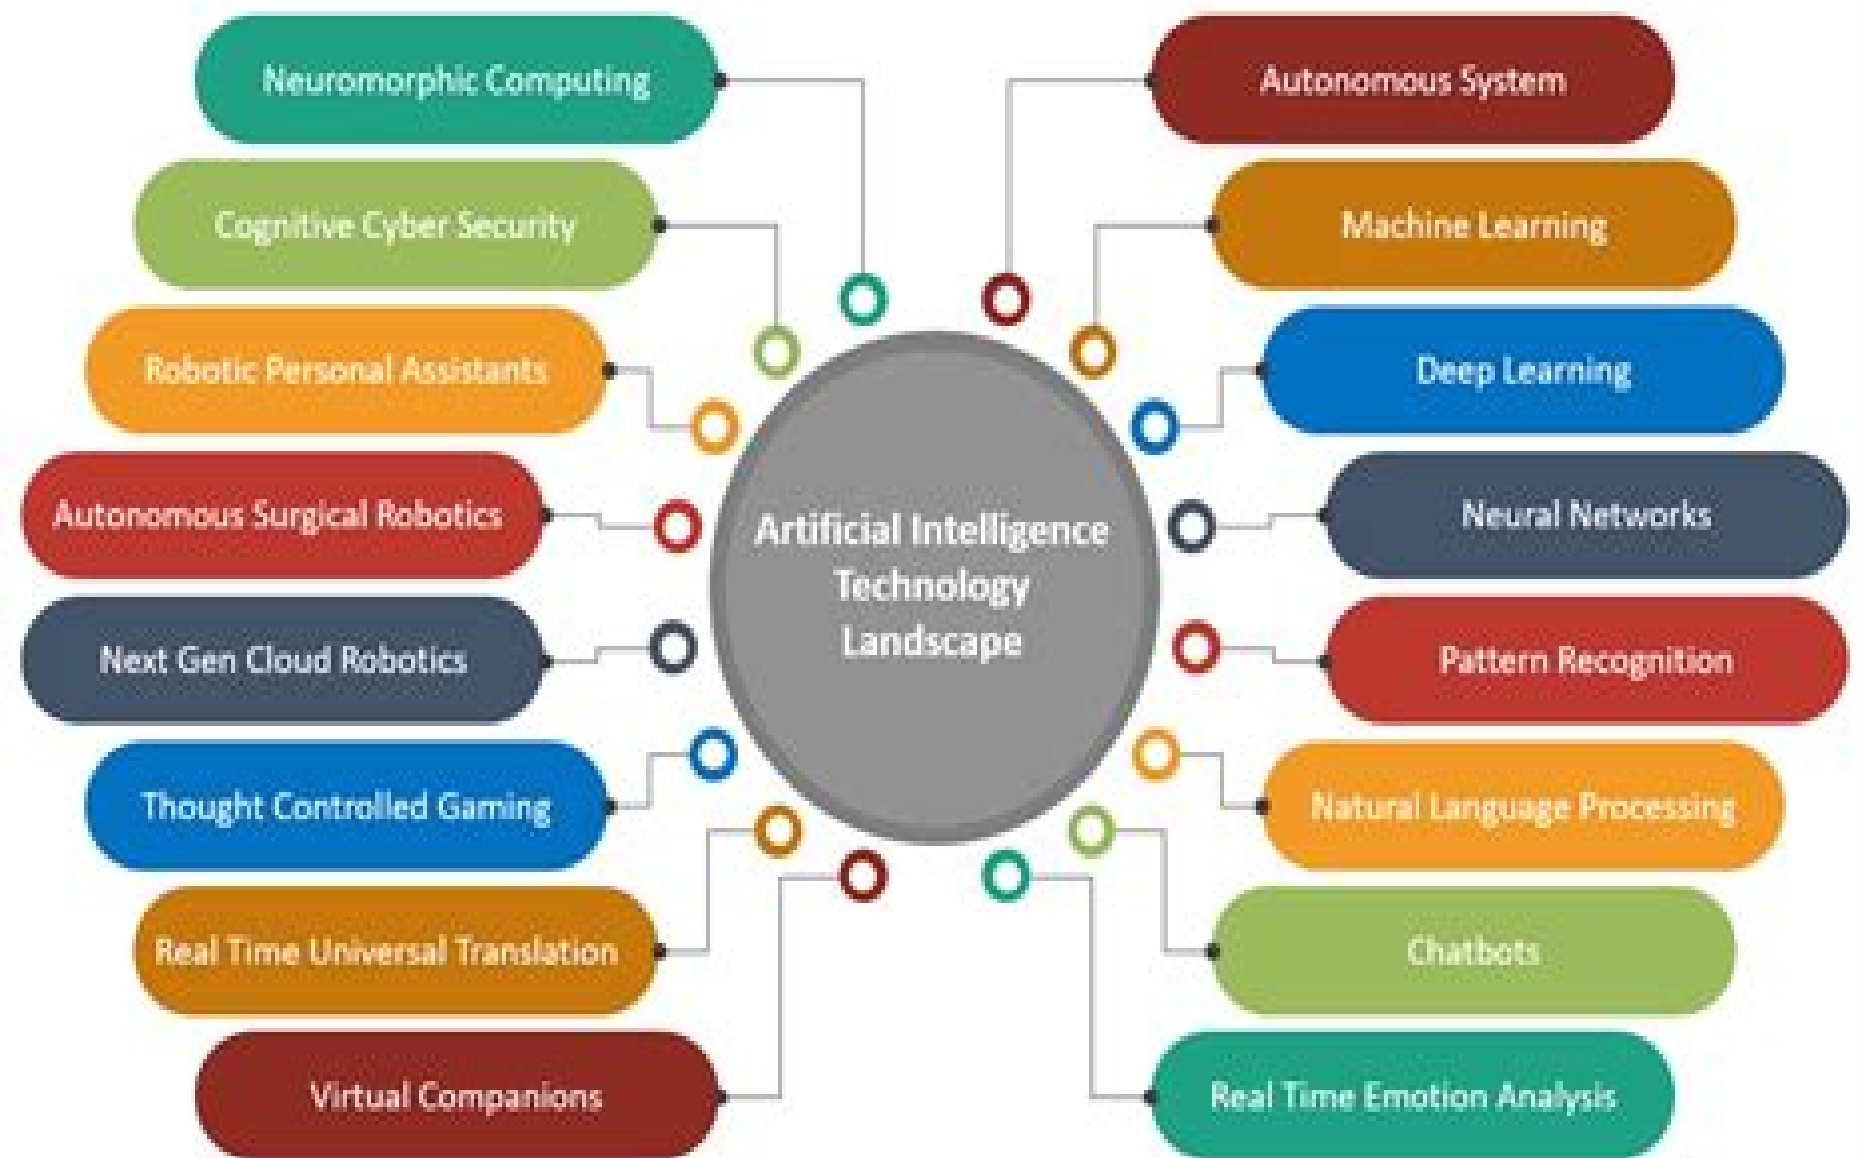 Neuromorphic Computing
Cognitive Cyber Security
Robotic Personal Assistants
Autonomous Surgical Robotics
Next Gen Cloud Robotics
Thought Controlled Gaming
Real Time Universal Translation
Virtual Companions
Artificial Intelligence
Technology
Landscape
Autonomous System
Machine Learning
Deep Learning
Neural Networks
Pattern Recognition
Natural Language Processing
Chatbots
Real Time Emotion Analysis